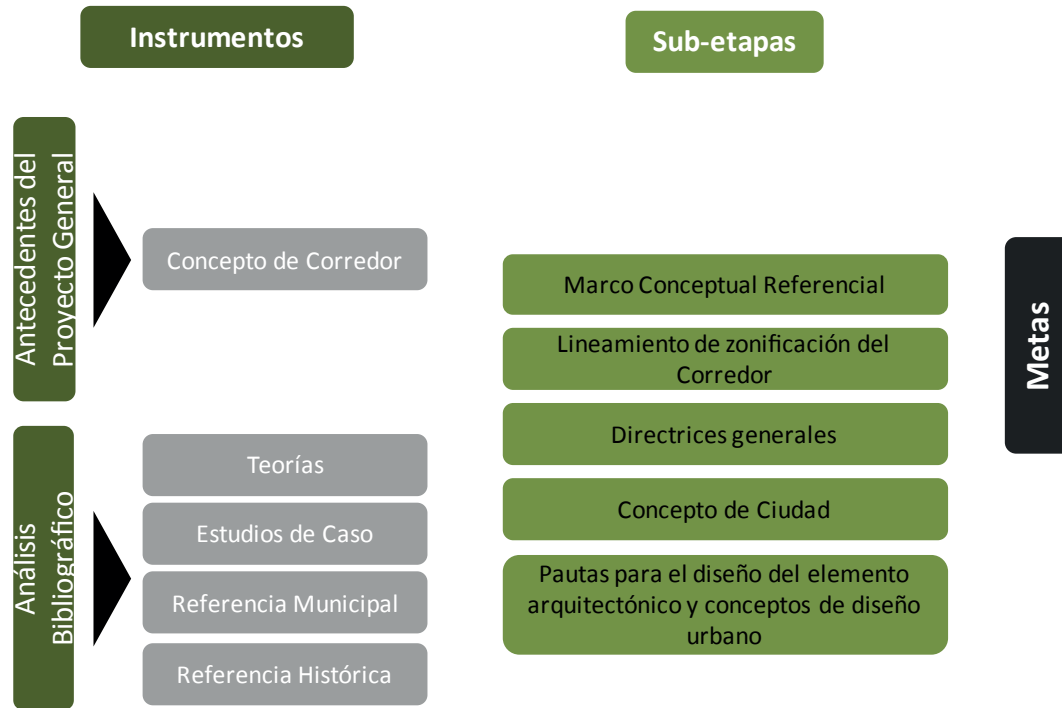 Instrumentos
Sub-etapas
Antecedentes del
Proyecto General
Concepto de Corredor
Análisis
Bibliográfico
Teorías
Estudios de Caso
Referencia Municipal
Referencia Histórica
Marco Conceptual Referencial
Lineamiento de zonificación del
Corredor
Directrices generales
Concepto de Ciudad
Pautas para el diseño del elemento
arquitectónico y conceptos de diseño
urbano
Metas